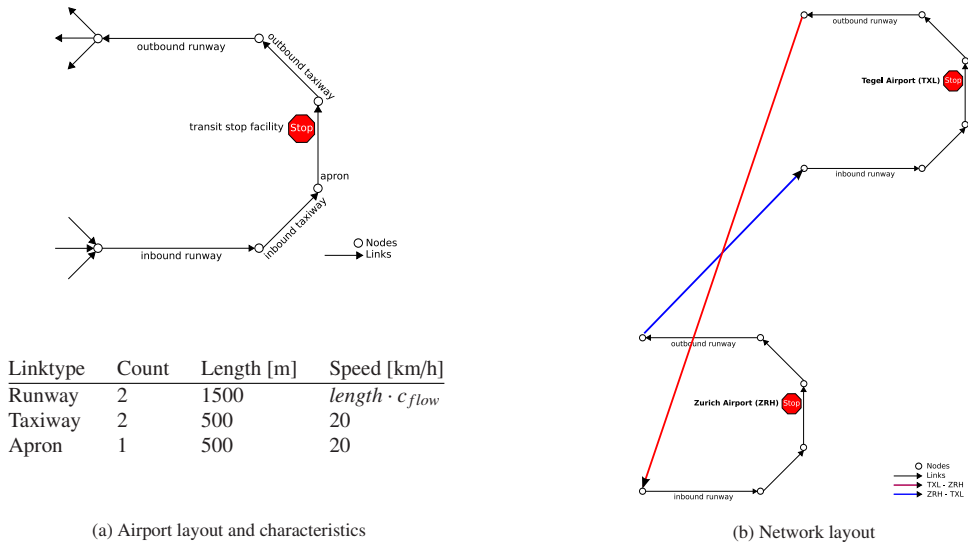 outbound runway
outbound taxiway
transit stop facility
Stop
apron
inbound taxiway
inbound runway
Nodes
Links
Linktype Count Length [m] Speed [km/h]
Runway 2 1500 length · c_flow
Taxiway 2 500 20
Apron 1 500 20
(a) Airport layout and characteristics
outbound runway
Tegel Airport (TXL)
Stop
inbound runway
outbound runway
Zurich Airport (ZRH)
Stop
inbound runway
Nodes
Links
TXL - ZRH
ZRH - TXL
(b) Network layout